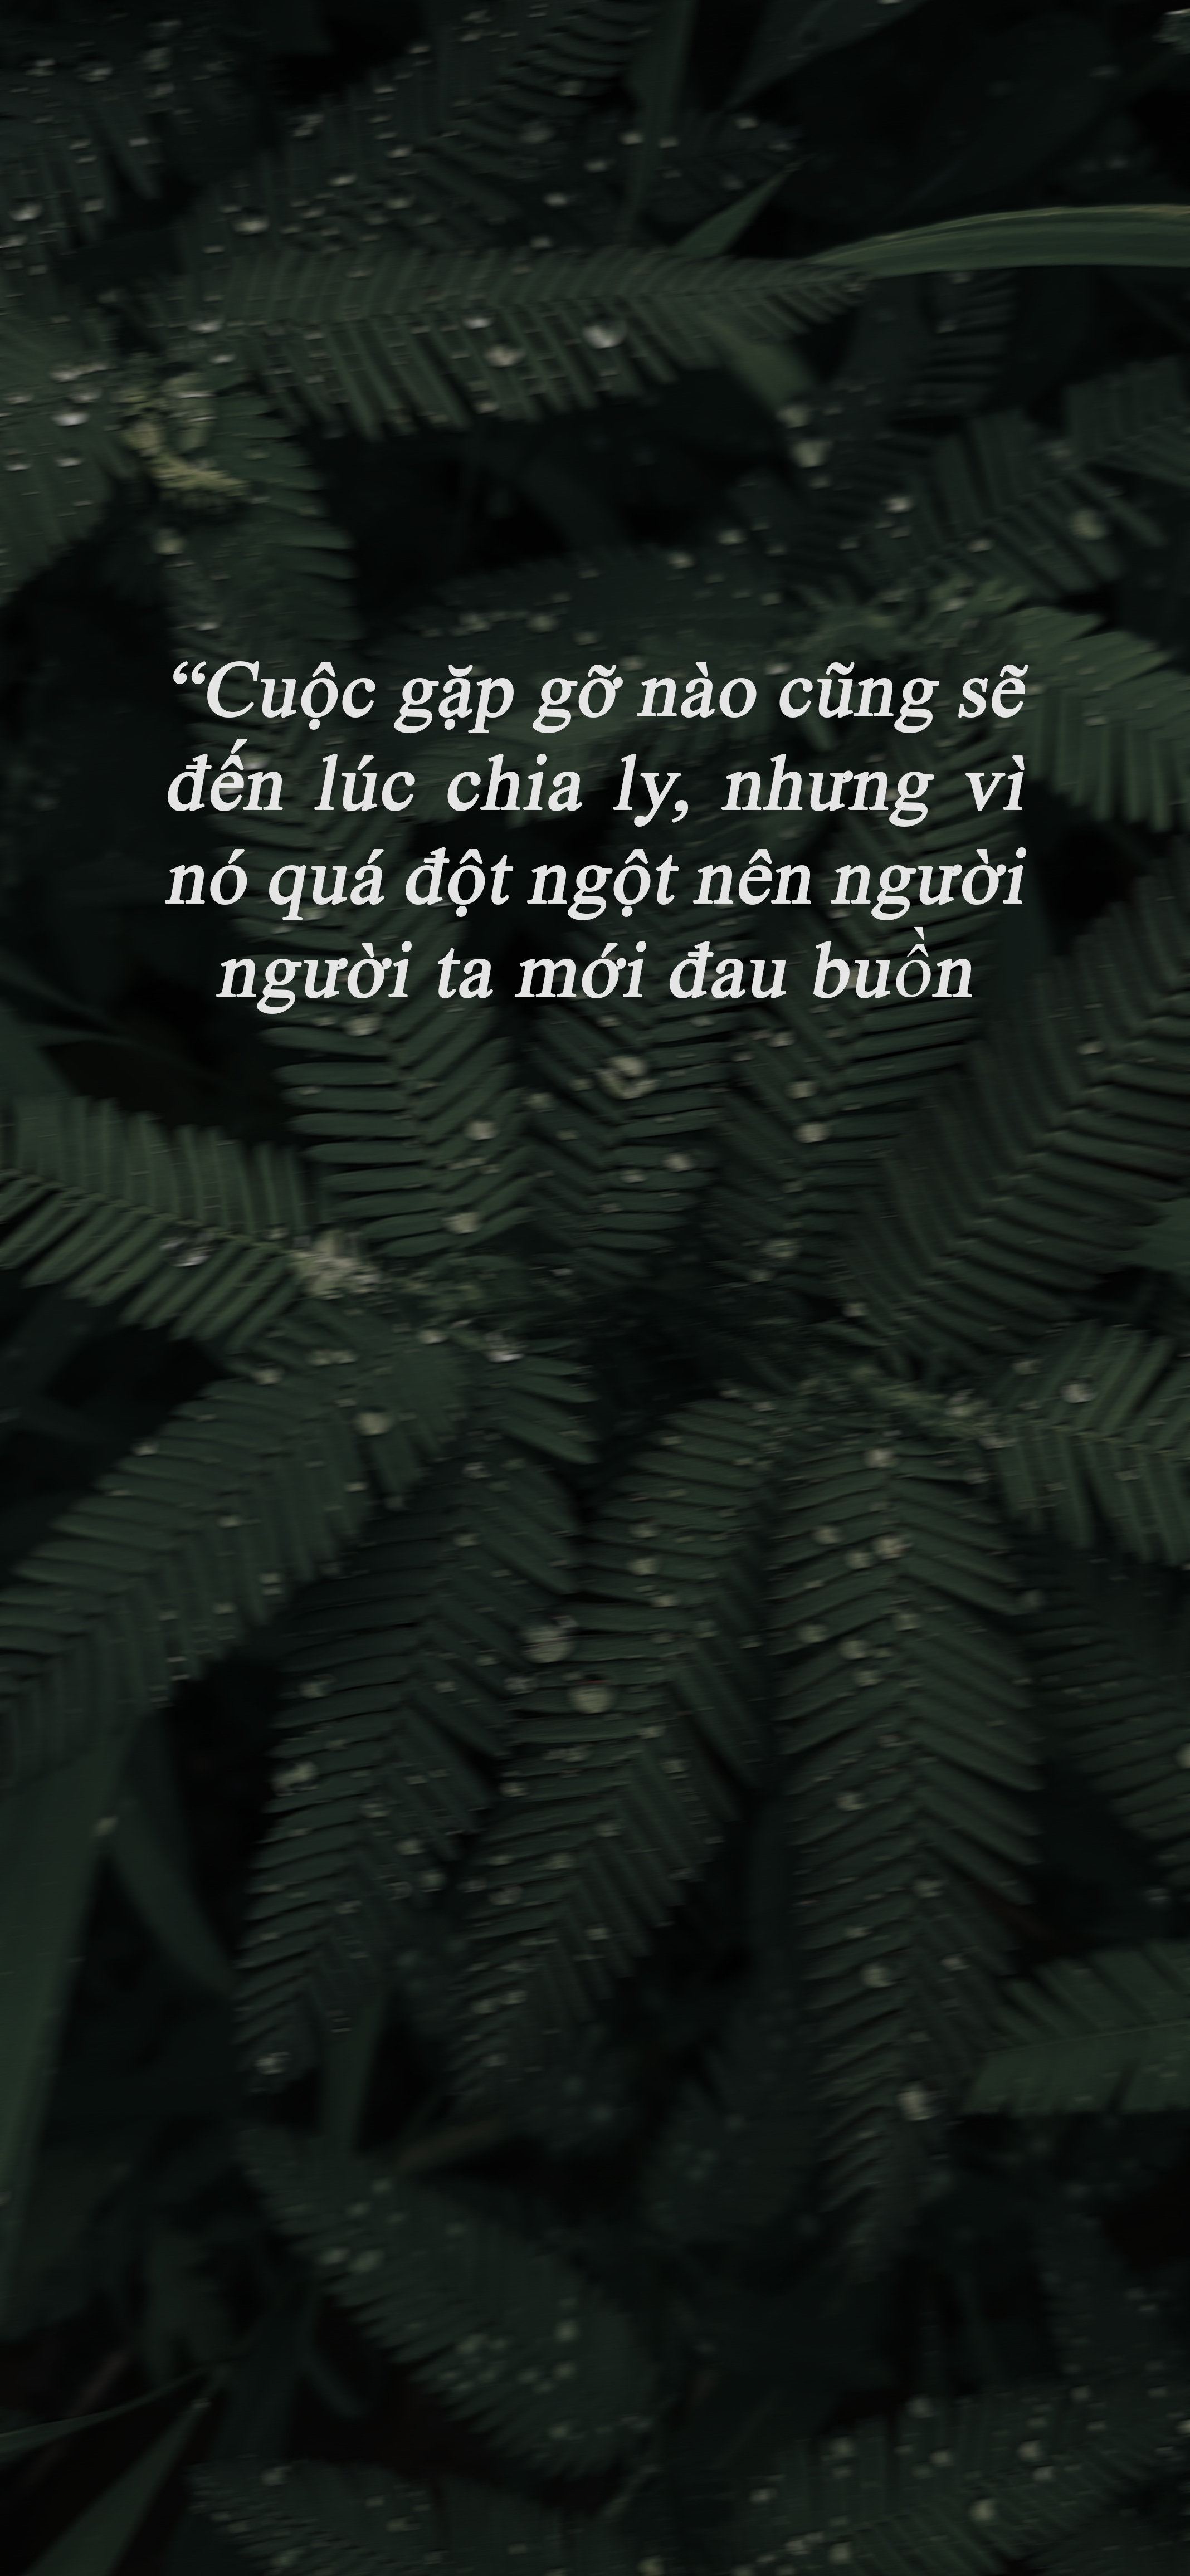 “Cuộc gặp gỡ nào cũng sẽ
đến lúc chia ly, nhưng vì
nó quá đột ngột nên người
người ta mới đau buồn